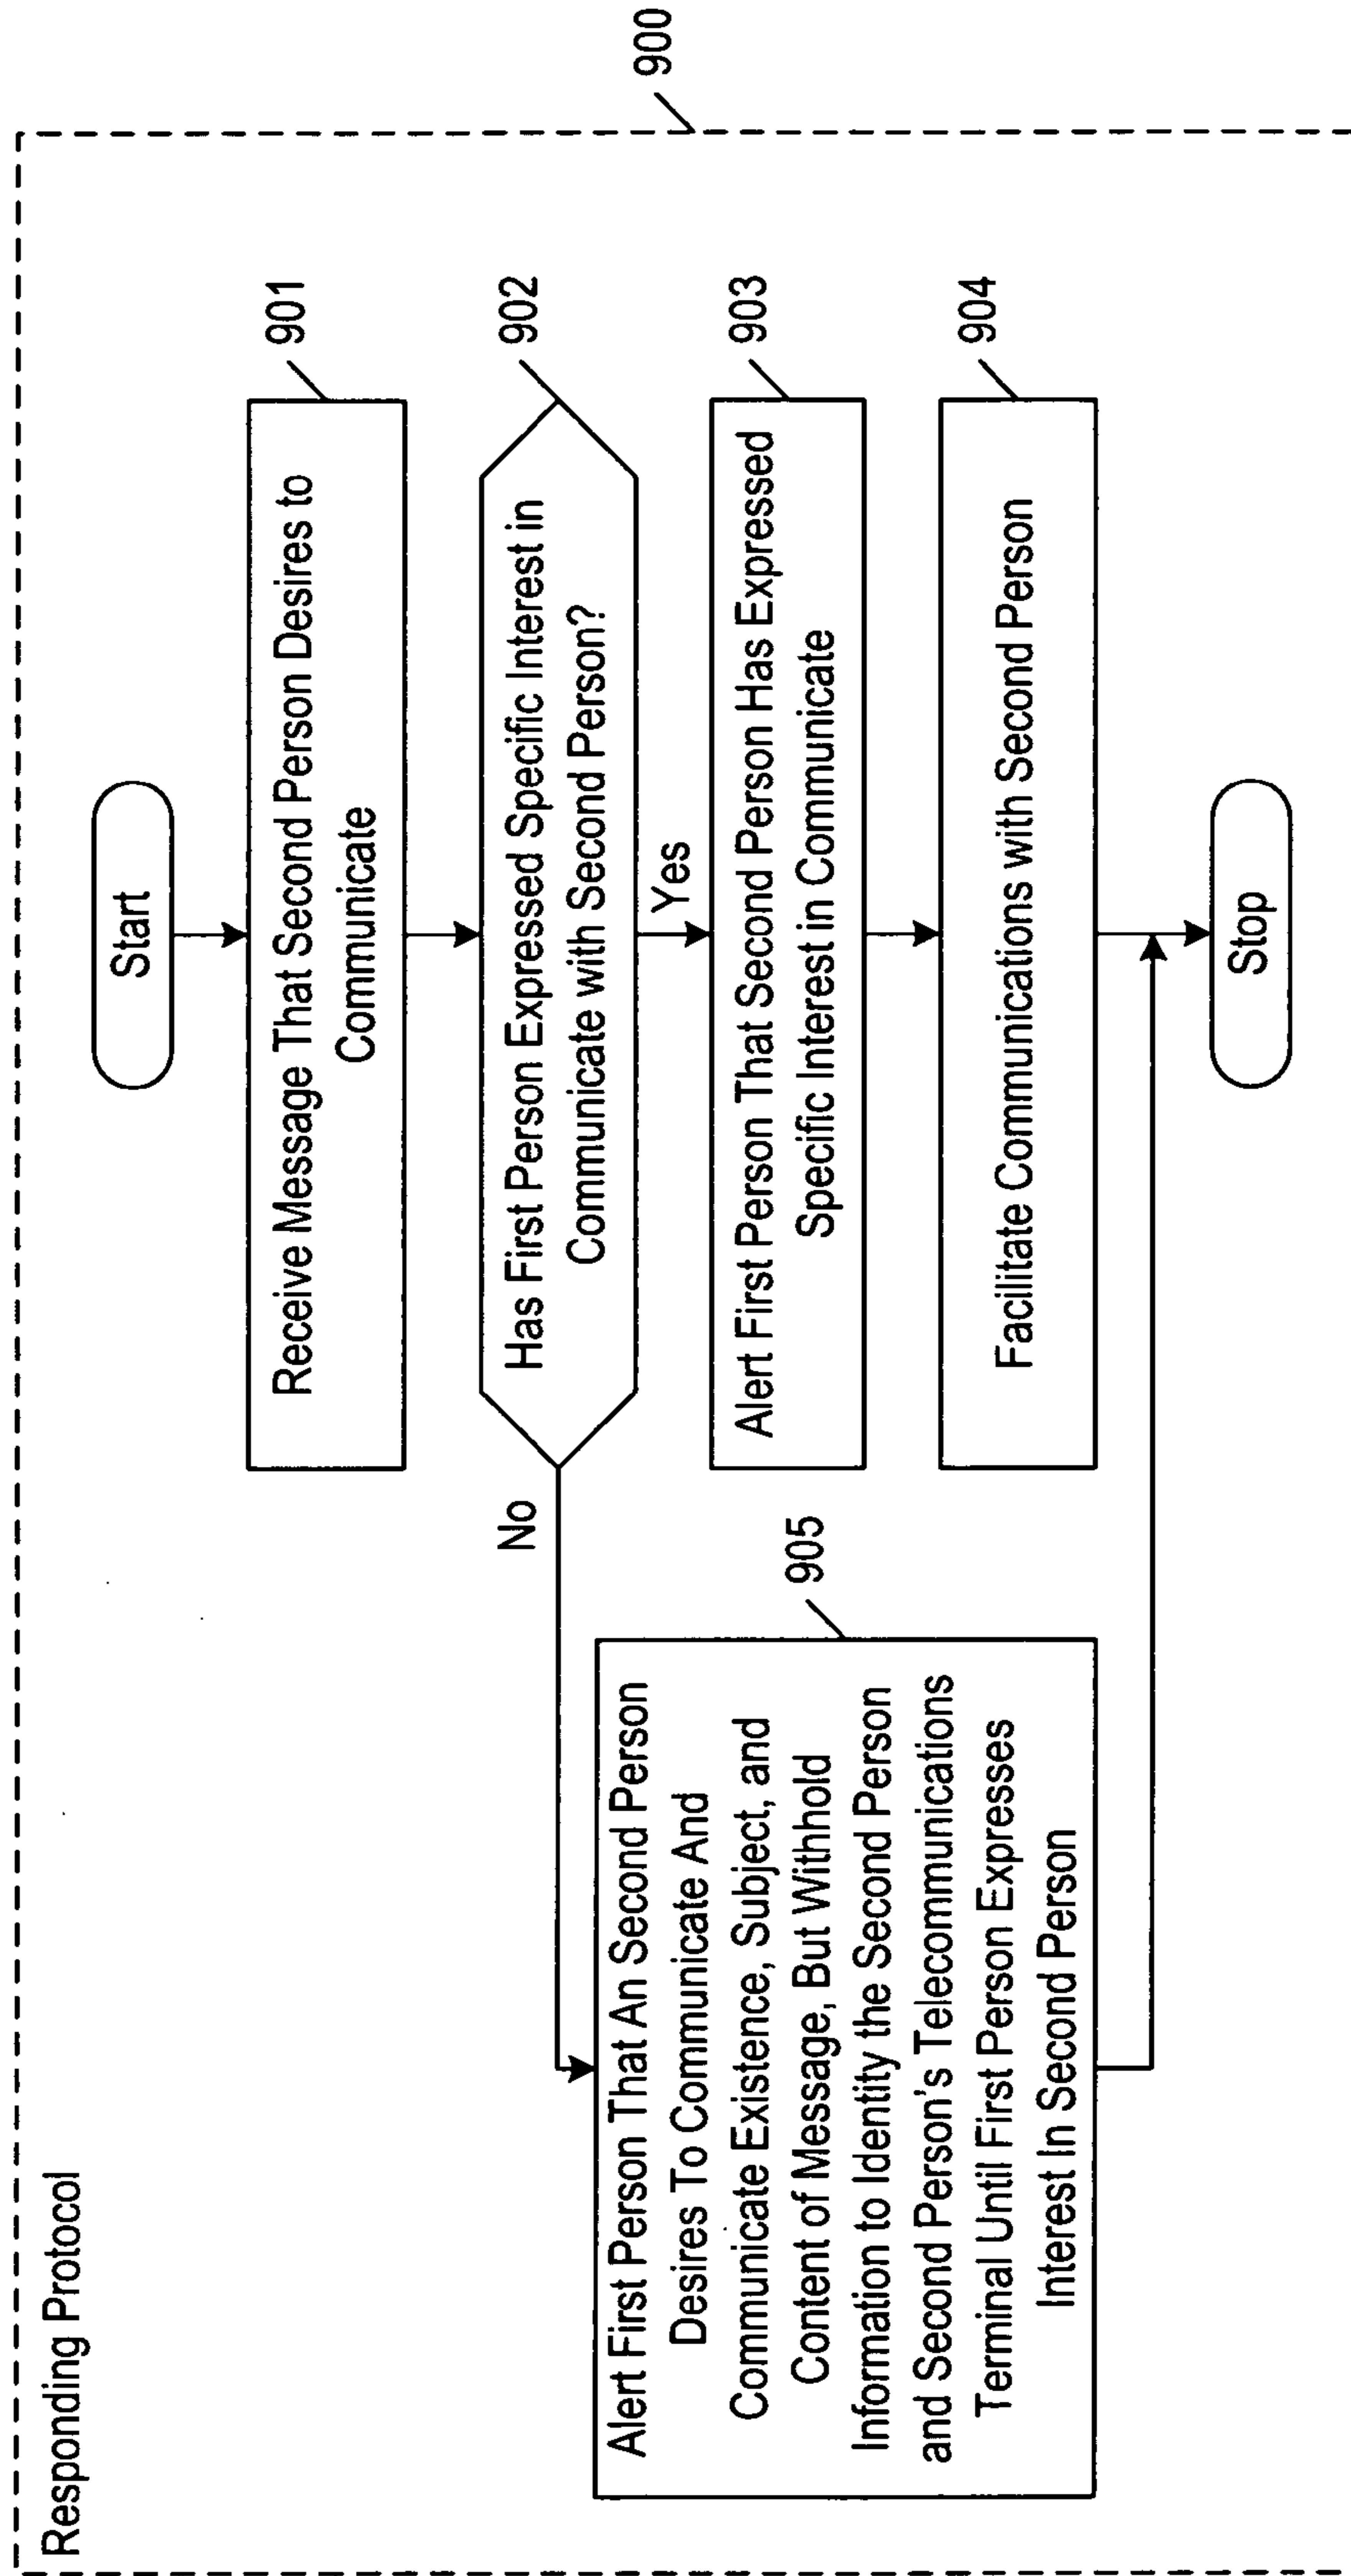 Responding Protocol
900
Start
Receive Message That Second Person Desires to
Communicate
901
Has First Person Expressed Specific Interest in
Communicate with Second Person?
902
No
Yes
Alert First Person That Second Person Has Expressed
Specific Interest in Communicate
903
Facilitate Communications with Second Person
904
Alert First Person That An Second Person
Desires To Communicate And
Communicate Existence, Subject, and
Content of Message, But Withhold
Information to Identity the Second Person
and Second Person's Telecommunications
Terminal Until First Person Expresses
Interest In Second Person
905
Stop